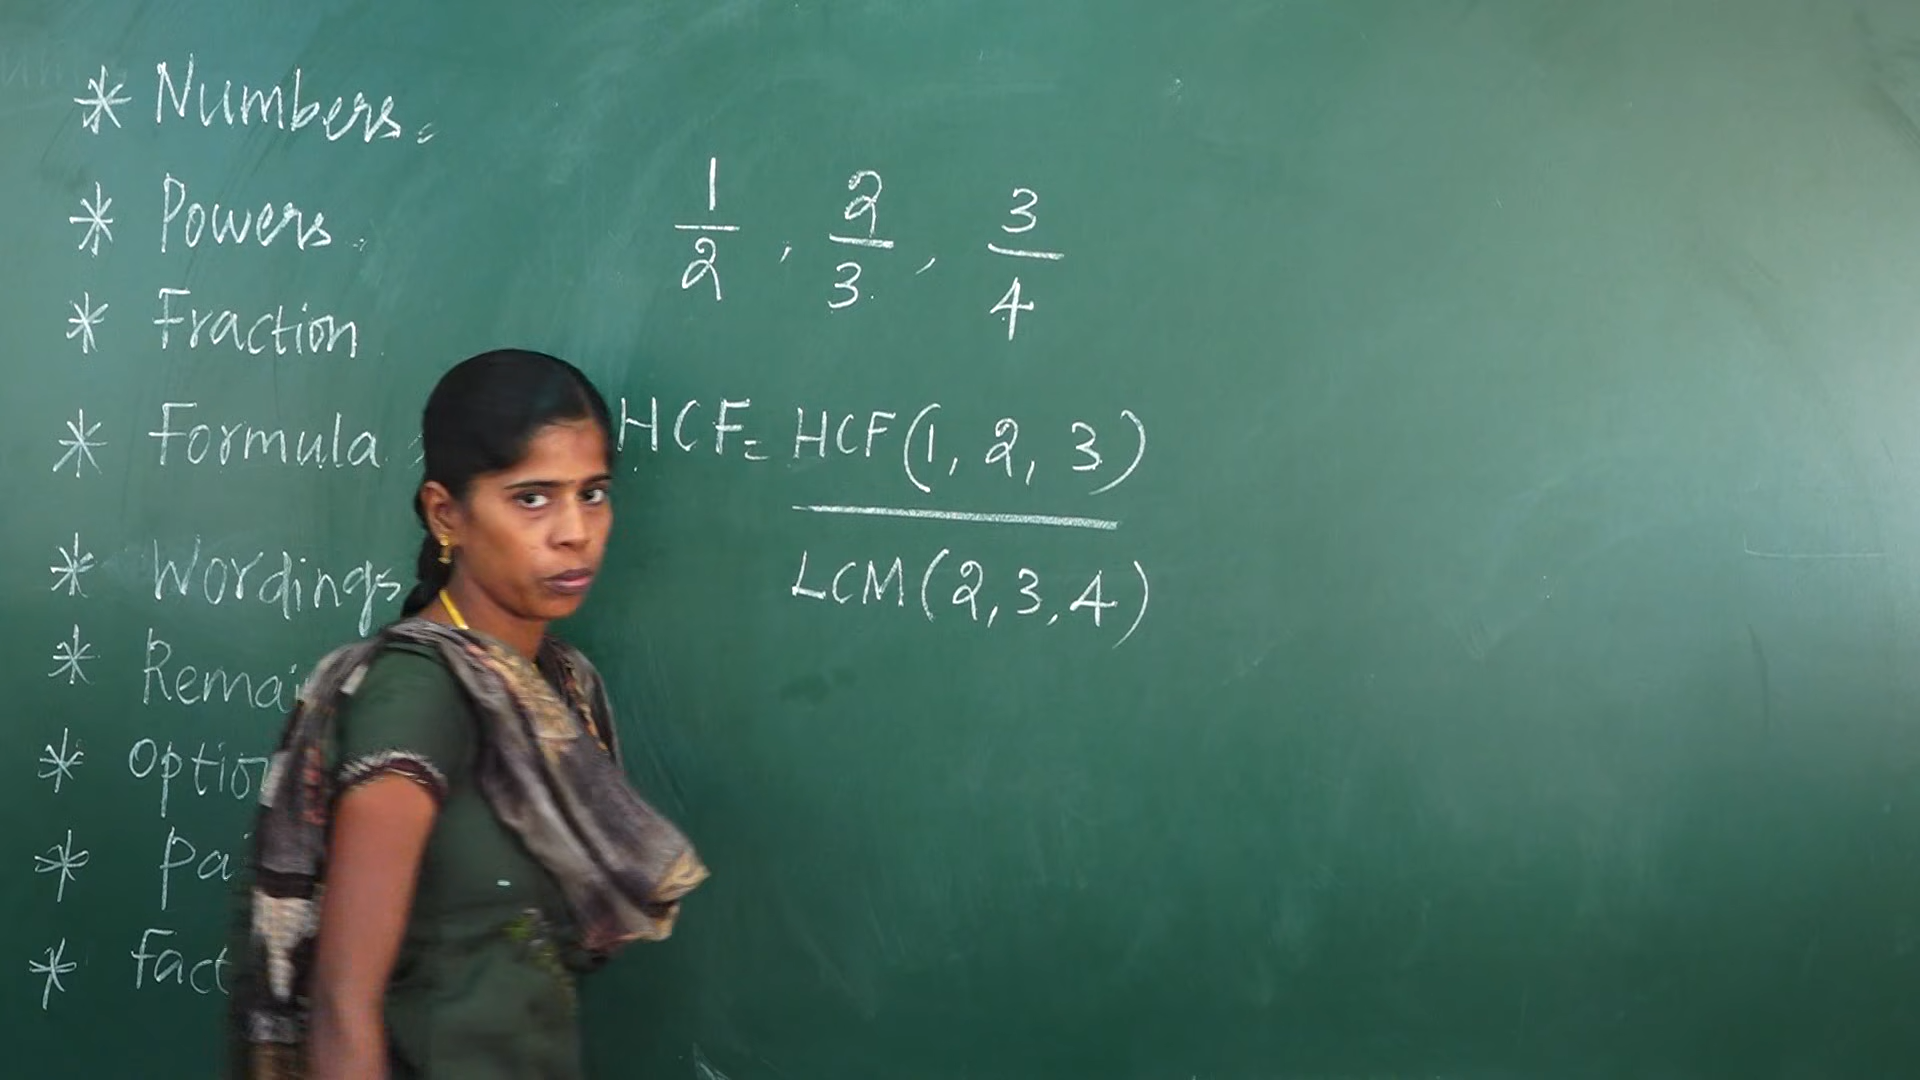 * Numbers.
* Powers.
* Fraction
* Formula
* Wordings
*
*
*
*
1/2 , 2/3 , 3/4
HCF = HCF(1, 2, 3)
LCM(2, 3, 4)